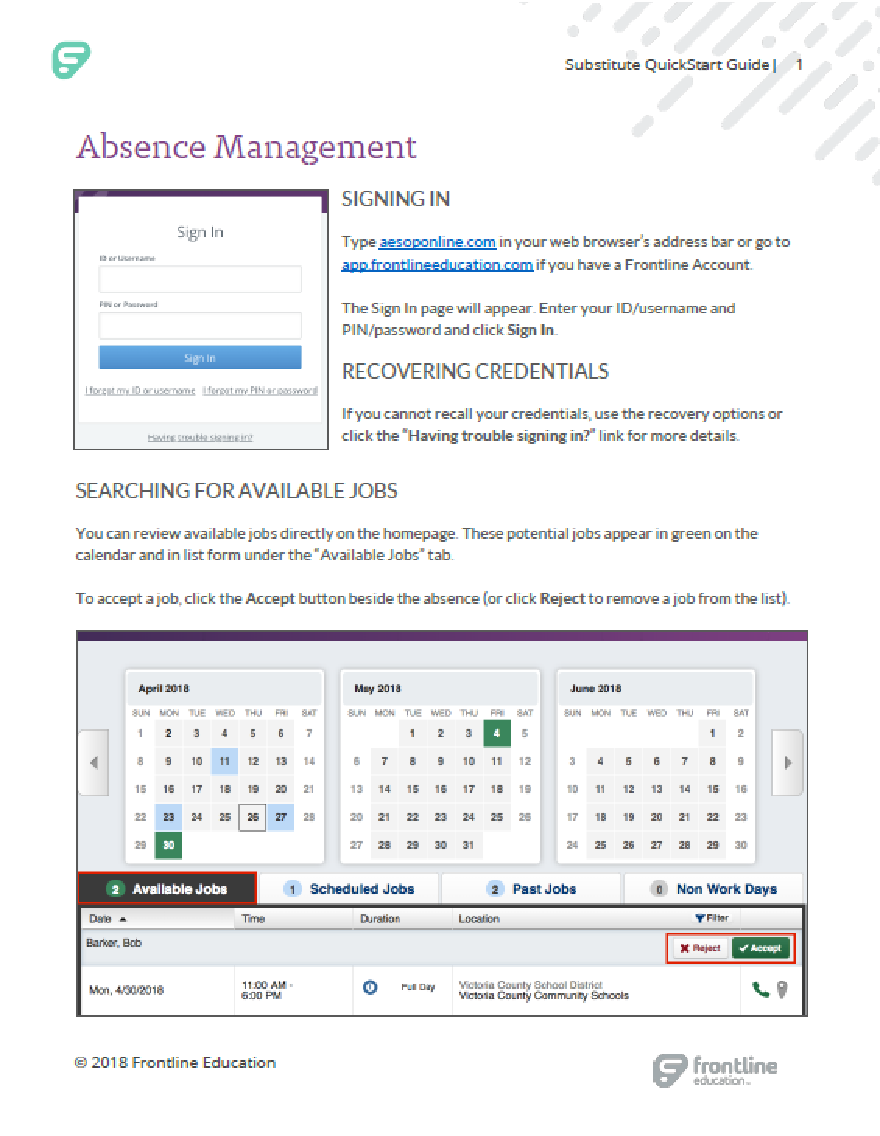 Substitute QuickStart Guide| 1
Absence Management
Sign In
ID or Username
PIN or Password
Sign In
I forgot my ID or username I forgot my PIN or password
Having trouble signing in?
SIGNING IN
Type aesoponline.com in your web browser's address bar or go to
app.frontlineeducation.com if you have a Frontline Account.
The Sign In page will appear. Enter your ID/username and
PIN/password and click Sign In.
RECOVERING CREDENTIALS
If you cannot recall your credentials, use the recovery options or
click the "Having trouble signing in?" link for more details.
SEARCHING FOR AVAILABLE JOBS
You can review available jobs directly on the homepage. These potential jobs appear in green on the
calendar and in list form under the "Available Jobs" tab.
To accept a job, click the Accept button beside the absence (or click Reject to remove a job from the list).
April 2018
SUN MON TUE WED THU FRI SAT
1 2 3 4 5 6 7
8 9 10 11 12 13 14
15 16 17 18 19 20 21
22 23 24 25 26 27 28
29 30
May 2018
SUN MON TUE WED THU FRI SAT
1 2 3 4 5
6 7 8 9 10 11 12
13 14 15 16 17 18 19
20 21 22 23 24 25 26
27 28 29 30 31
June 2018
SUN MON TUE WED THU FRI SAT
1 2
3 4 5 6 7 8 9
10 11 12 13 14 15 16
17 18 19 20 21 22 23
24 25 26 27 28 29 30
2 Available Jobs 1 Scheduled Jobs 2 Past Jobs 0 Non Work Days
Date Time Duration Location Filter
Barker, Bob Reject Accept
Mon, 4/30/2018
11:00 AM -
6:00 PM
Full Day
Victoria County School District
Victoria County Community Schools
© 2018 Frontline Education
frontline
education